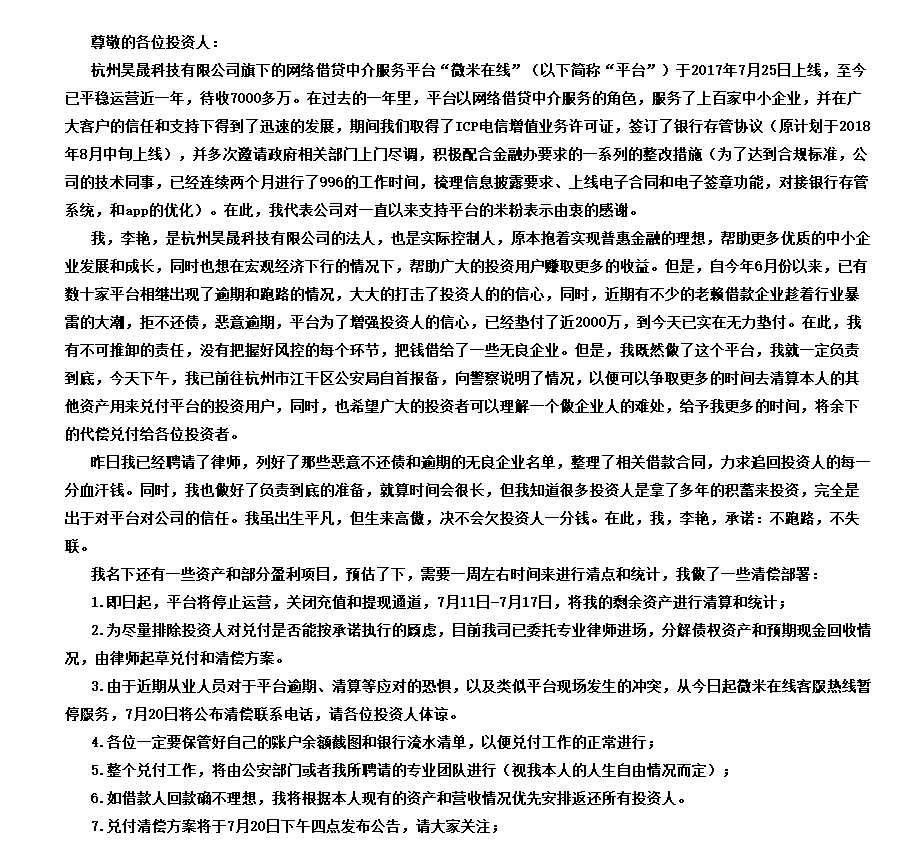 尊敬的各位投资人：
杭州昊晟科技有限公司旗下的网络借贷中介服务平台“微米在线”（以下简称“平台”）于2017年7月25日上线，至今
已平稳运营近一年，待收7000多万。在过去的一年里，平台以网络借贷中介服务的角色，服务了上百家中小企业，并在广
大客户的信任和支持下得到了迅速的发展，期间我们取得了ICP电信增值业务许可证，签订了银行存管协议（原计划于2018
年8月中旬上线），并多次邀请政府相关部门上门尽调，积极配合金融办要求的一系列的整改措施（为了达到合规标准，公
司的技术同事，已经连续两个月进行了996的工作时间，梳理信息披露要求、上线电子合同和电子签章功能，对接银行存管
系统，和app的优化）。在此，我代表公司对一直以来支持平台的米粉表示由衷的感谢。
我，李艳，是杭州昊晟科技有限公司的法人，也是实际控制人，原本抱着实现普惠金融的理想，帮助更多优质的中小企
业发展和成长，同时也想在宏观经济下行的情况下，帮助广大的投资用户赚取更多的收益。但是，自今年6月份以来，已有
数十家平台相继出现了逾期和跑路的情况，大大的打击了投资人的的信心，同时，近期有不少的老赖借款企业趁着行业暴
雷的大潮，拒不还债，恶意逾期，平台为了增强投资人的信心，已经垫付了近2000万，到今天已实在无力垫付。在此，我
有不可推卸的责任，没有把握好风控的每个环节，把钱借给了一些无良企业。但是，我既然做了这个平台，我就一定负责
到底，今天下午，我已前往杭州市江干区公安局自首报备，向警察说明了情况，以便可以争取更多的时间去清算本人的其
他资产用来兑付平台的投资用户，同时，也希望广大的投资者可以理解一个做企业人的难处，给予我更多的时间，将余下
的代偿兑付给各位投资者。
昨日我已经聘请了律师，列好了那些恶意不还债和逾期的无良企业名单，整理了相关借款合同，力求追回投资人的每一
分血汗钱。同时，我也做好了负责到底的准备，就算时间会很长，但我知道很多投资人是拿了多年的积蓄来投资，完全是
出于对平台对公司的信任。我虽出生平凡，但生来高傲，决不会欠投资人一分钱。在此，我，李艳，承诺：不跑路，不失
联。
我名下还有一些资产和部分盈利项目，预估了下，需要一周左右时间来进行清点和统计，我做了一些清偿部署：
1.即日起，平台将停止运营，关闭充值和提现通道，7月11日-7月17日，将我的剩余资产进行清算和统计；
2.为尽量排除投资人对兑付是否能按承诺执行的顾虑，目前我司已委托专业律师进场，分解债权资产和预期现金回收情
况，由律师起草兑付和清偿方案。
3.由于近期从业人员对于平台逾期、清算等应对的恐惧，以及类似平台现场发生的冲突，从今日起微米在线客服热线暂
停服务，7月20日将公布清偿联系电话，请各位投资人体谅。
4.各位一定要保管好自己的账户余额截图和银行流水清单，以便兑付工作的正常进行；
5.整个兑付工作，将由公安部门或者我所聘请的专业团队进行（视我本人的人生自由情况而定）；
6.如借款人回款确不理想，我将根据本人现有的资产和营收情况优先安排返还所有投资人。
7.兑付清偿方案将于7月20日下午四点发布公告，请大家关注；